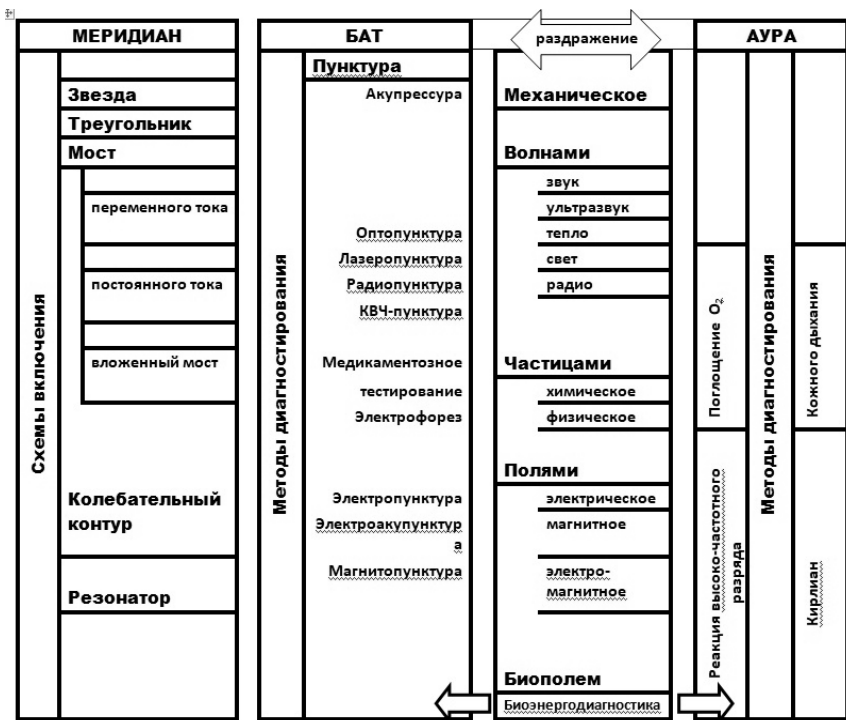 МЕРИДИАН
Схемы включения
Звезда
Треугольник
Мост
переменного тока
постоянного тока
вложенный мост
Колебательный
контур
Резонатор
БАТ
Методы диагностирования
Пунктура
Акупрессура
Оптопунктура
Лазеропунктура
Радиопунктура
КВЧ-пунктура
Медикаментозное
тестирование
Электрофорез
Электропунктура
Электроакупунктур
а
Магнитопунктура
раздражение
Механическое
Волнами
звук
ультразвук
тепло
свет
радио
Частицами
химическое
физическое
Полями
электрическое
магнитное
электро-
магнитное
Биополем
Биоэнергодиагностика
АУРА
Поглощение О₂
Реакция высоко-частотного
разряда
Методы диагностирования
Кожного дыхания
Кирлиан